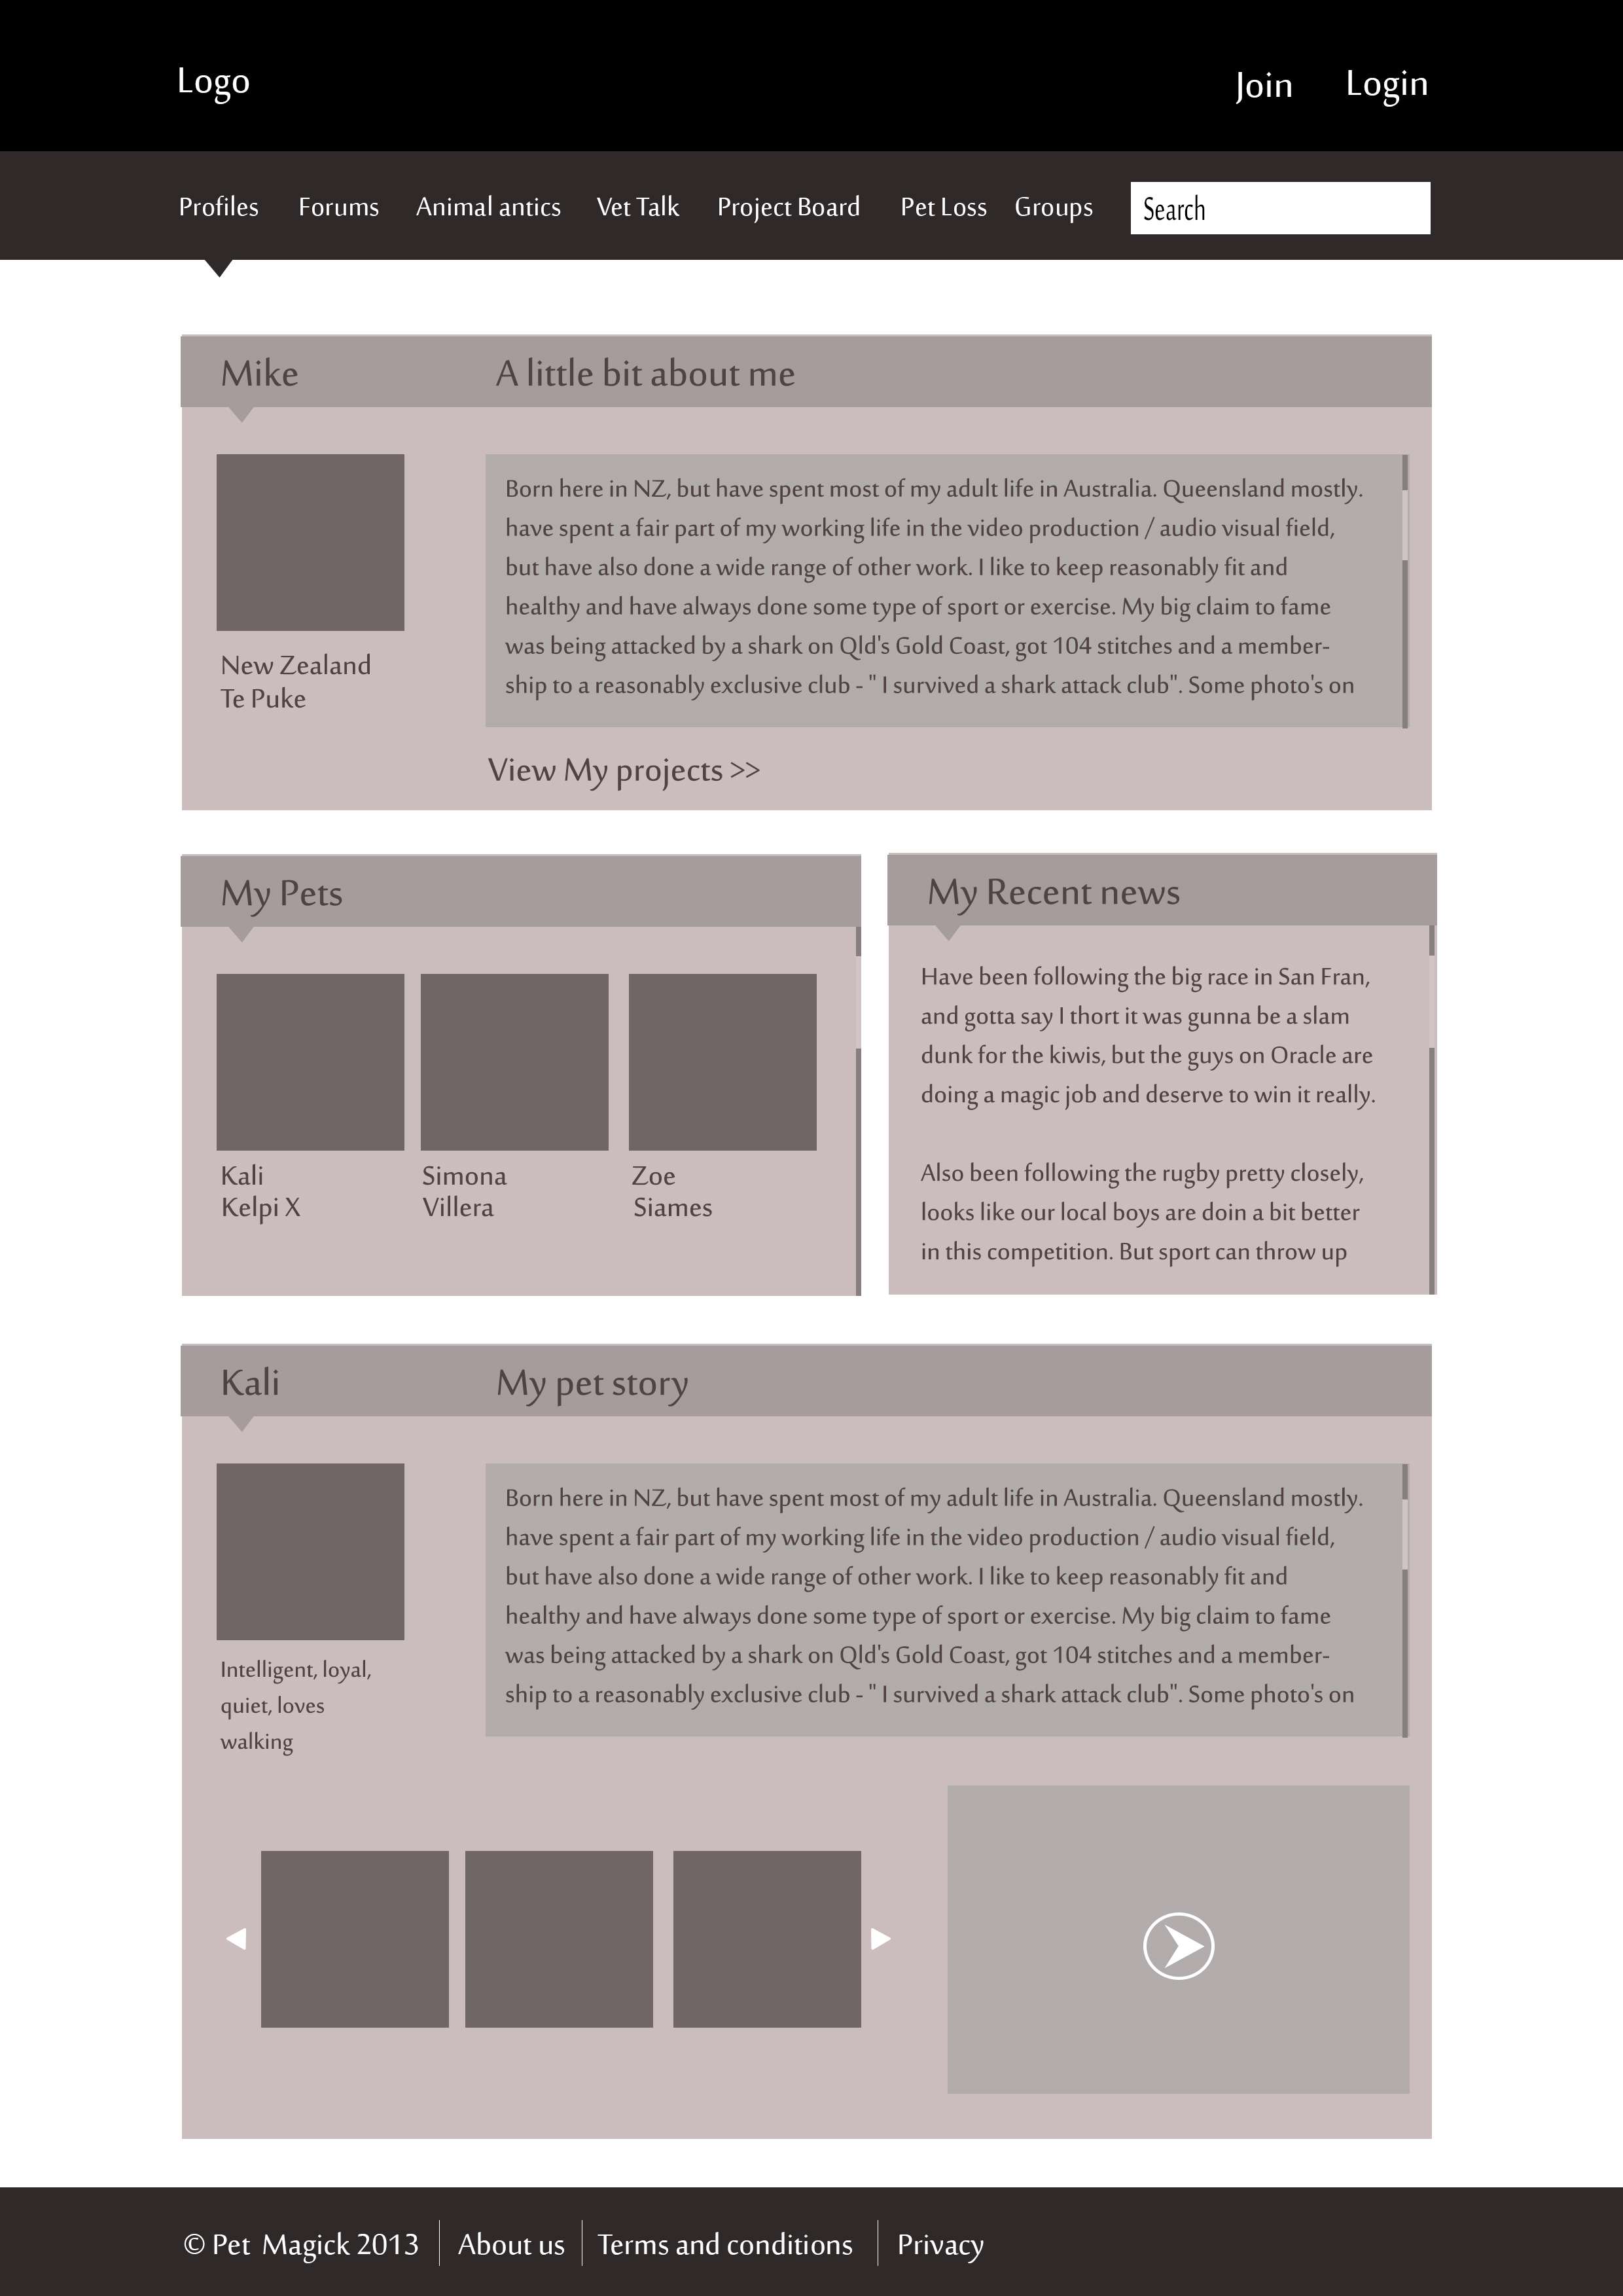 Logo
Join
Login
Profiles
Forums
Animal antics
Vet Talk
Project Board
Pet Loss
Groups
Search
Mike
A little bit about me
Born here in NZ, but have spent most of my adult life in Australia. Queensland mostly.
have spent a fair part of my working life in the video production / audio visual field,
but have also done a wide range of other work. I like to keep reasonably fit and
healthy and have always done some type of sport or exercise. My big claim to fame
was being attacked by a shark on Qld's Gold Coast, got 104 stitches and a member-
ship to a reasonably exclusive club - " I survived a shark attack club". Some photo's on
New Zealand
Te Puke
View My projects >>
My Pets
Kali
Kelpi X
Simona
Villera
Zoe
Siames
My Recent news
Have been following the big race in San Fran,
and gotta say I thort it was gunna be a slam
dunk for the kiwis, but the guys on Oracle are
doing a magic job and deserve to win it really.
Also been following the rugby pretty closely,
looks like our local boys are doin a bit better
in this competition. But sport can throw up
Kali
My pet story
Born here in NZ, but have spent most of my adult life in Australia. Queensland mostly.
have spent a fair part of my working life in the video production / audio visual field,
but have also done a wide range of other work. I like to keep reasonably fit and
healthy and have always done some type of sport or exercise. My big claim to fame
was being attacked by a shark on Qld's Gold Coast, got 104 stitches and a member-
ship to a reasonably exclusive club - " I survived a shark attack club". Some photo's on
Intelligent, loyal,
quiet, loves
walking
© Pet Magick 2013
About us
Terms and conditions
Privacy